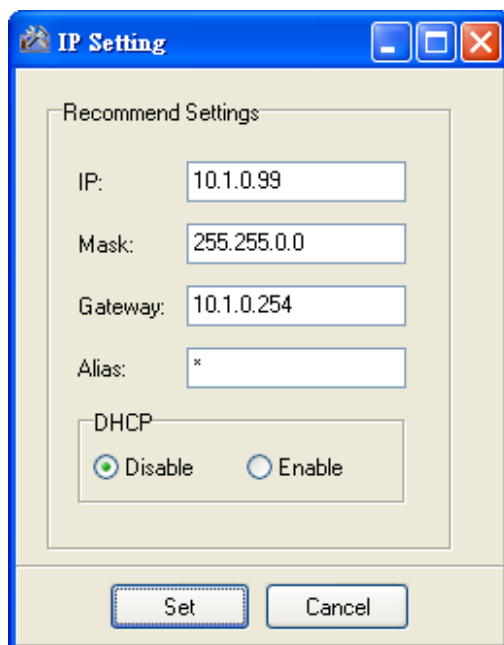 IP Setting
Recommend Settings
IP: 10.1.0.99
Mask: 255.255.0.0
Gateway: 10.1.0.254
Alias: *
DHCP
Disable Enable
Set Cancel